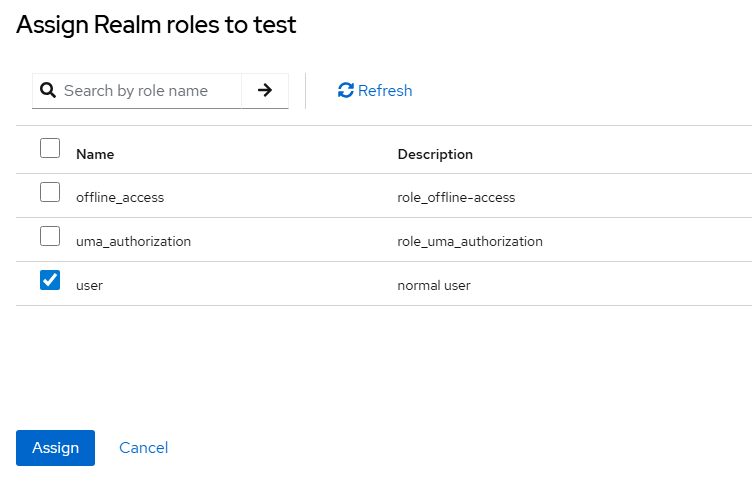 Assign Realm roles to test
Search by role name
Refresh
Name Description
offline_access role_offline-access
uma_authorization role_uma_authorization
user normal user
Assign Cancel